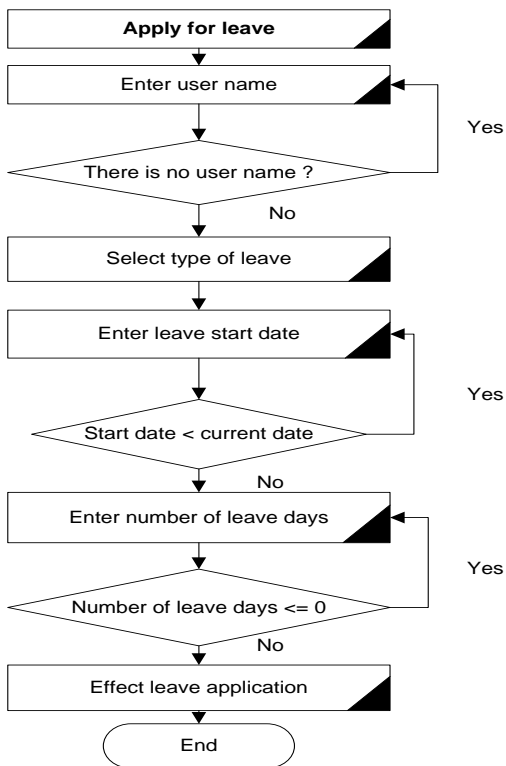 Apply for leave
Enter user name
Yes
There is no user name ?
No
Select type of leave
Enter leave start date
Yes
Start date < current date
No
Enter number of leave days
Yes
Number of leave days <= 0
No
Effect leave application
End